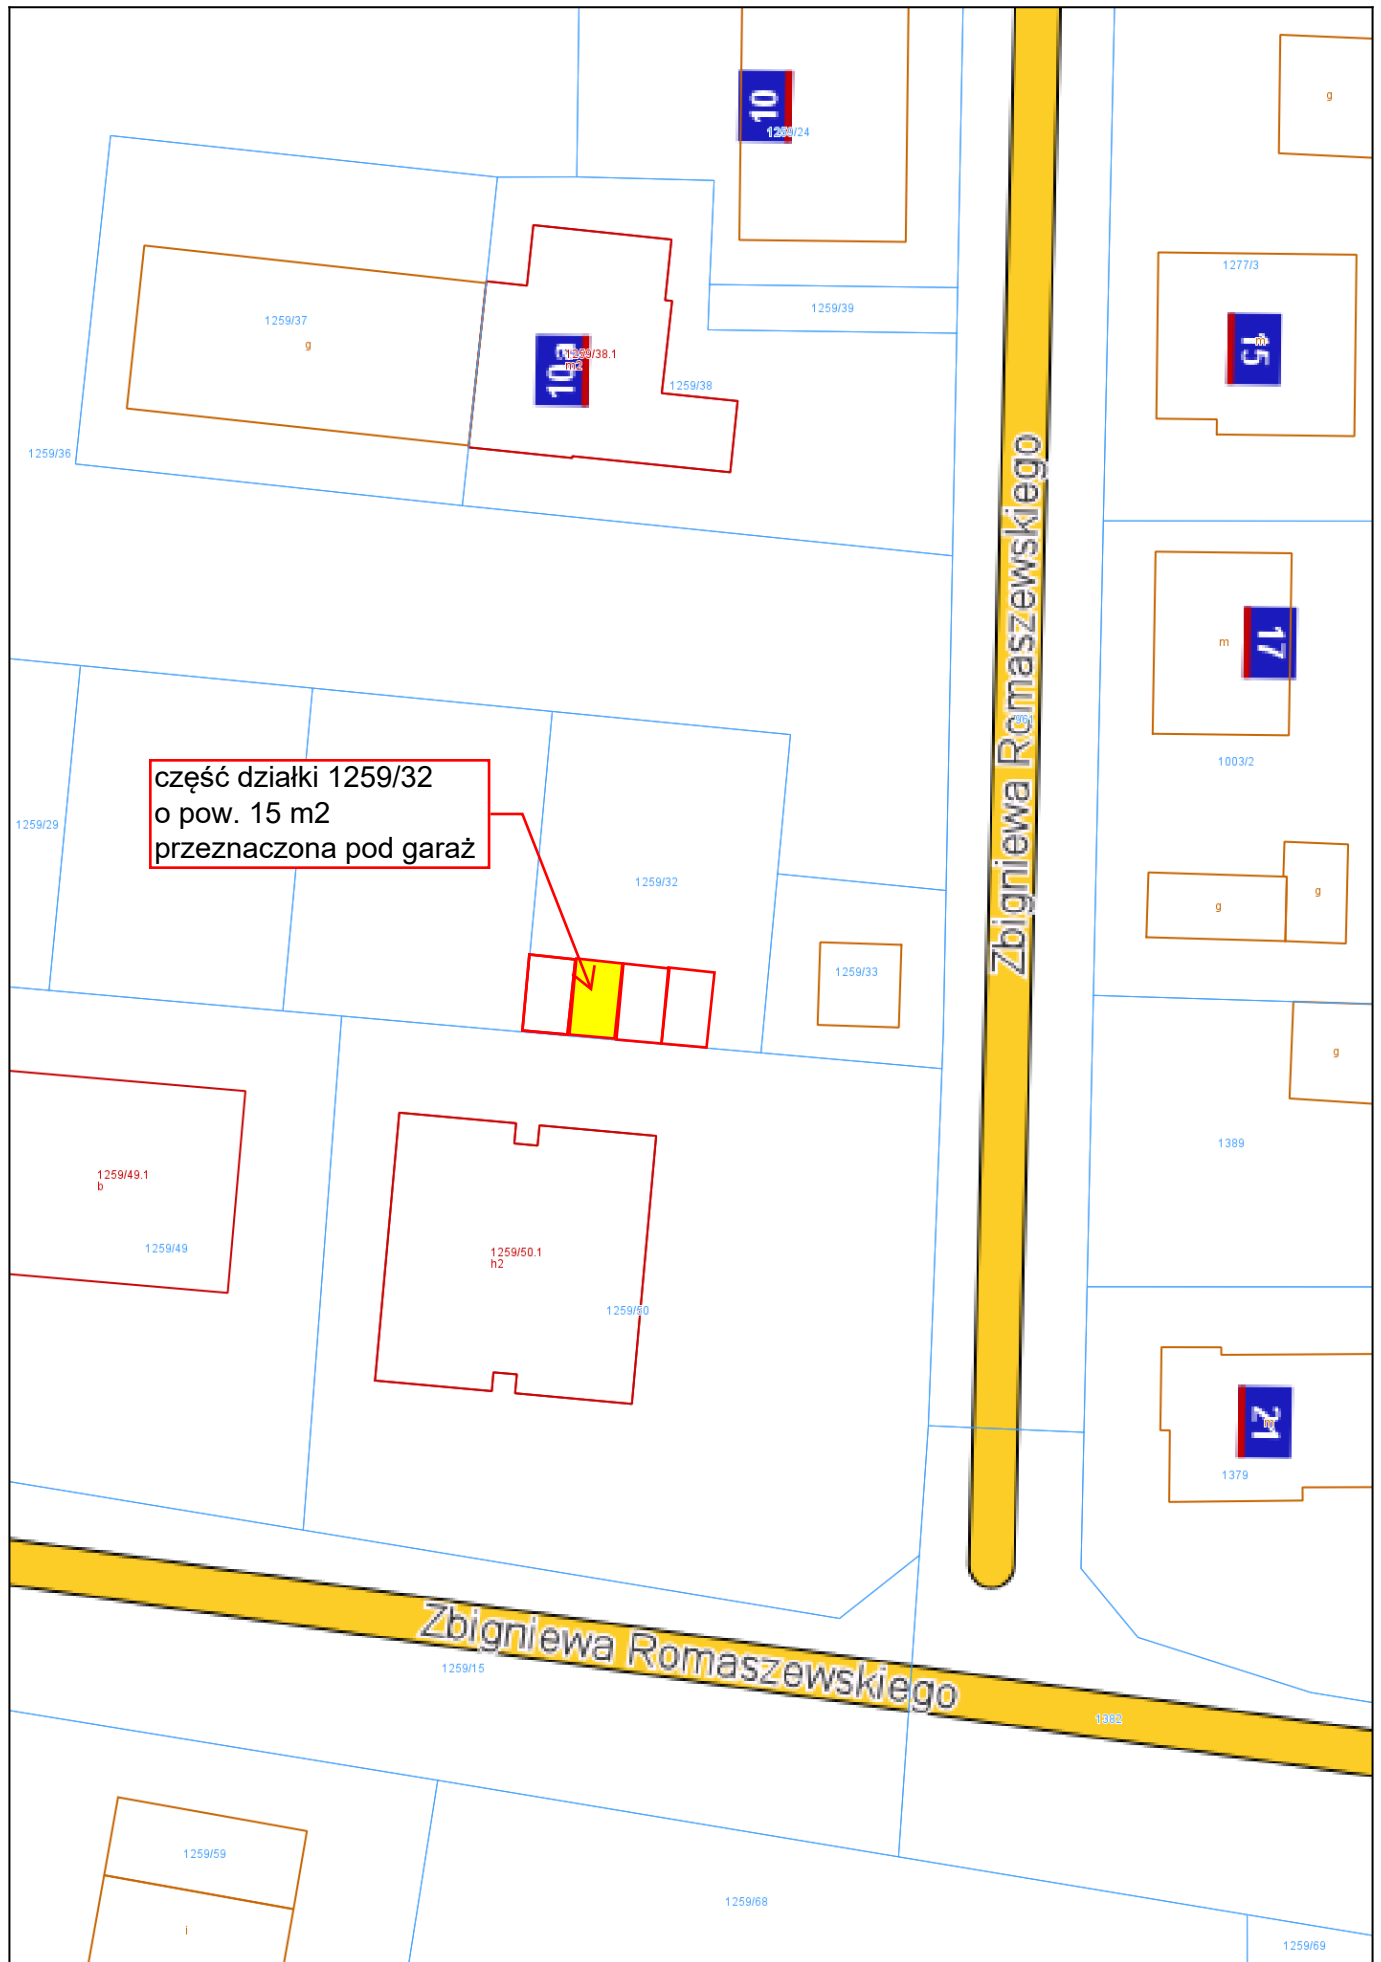 10
1259/24
g
1277/3
15
m
1259/37
g
1259/39
10a
1259/38.1
m2
1259/38
1259/36
Zbigniewa Romaszewskiego
17
m
961
1003/2
część działki 1259/32
o pow. 15 m2
przeznaczona pod garaż
1259/29
1259/32
g
g
1259/33
g
1389
1259/49.1
b
1259/49
1259/50.1
h2
1259/50
21
m
1379
Zbigniewa Romaszewskiego
1259/15
1382
1259/59
i
1259/68
1259/69